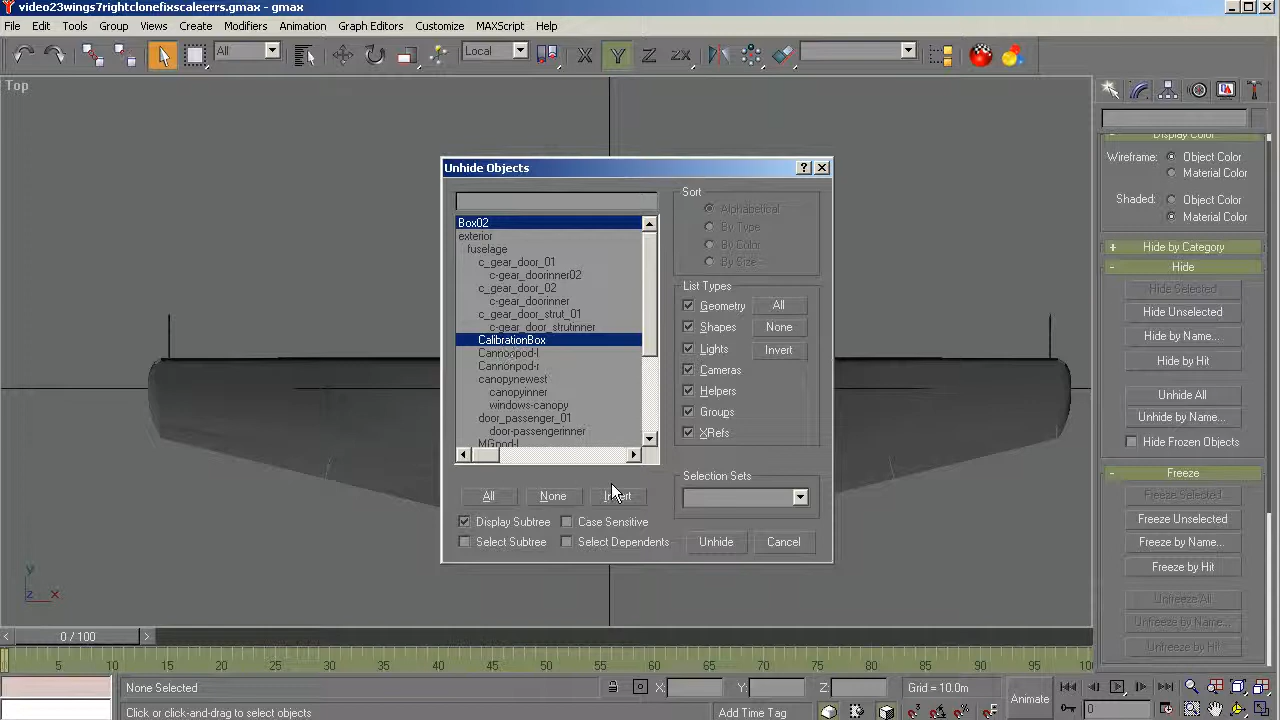 video23wings7rightclonefixscaleerrs.gmax - gmax
File Edit Tools Group Views Create Modifiers Animation Graph Editors Customize MAXScript Help
All Local X Y Z ZX
Top
Unhide Objects
Box02
exterior
fuselage
c_gear_door_01
c-gear_doorinner02
c_gear_door_02
c-gear_doorinner
c_gear_door_strut_01
c-gear_door_strutinner
CalibrationBox
Cannonpod-l
Cannonpod-r
canopynewest
canopyinner
windows-canopy
door_passenger_01
door-passengerinner
MGpod-l
All None Invert
Display Subtree Case Sensitive
Select Subtree Select Dependents
Sort
Alphabetical
By Type
By Color
By Size
List Types
Geometry All
Shapes None
Lights Invert
Cameras
Helpers
Groups
XRefs
Selection Sets
Unhide Cancel
Display Color
Wireframe: Object Color
Material Color
Shaded: Object Color
Material Color
+ Hide by Category
- Hide
Hide Selected
Hide Unselected
Hide by Name...
Hide by Hit
Unhide All
Unhide by Name...
Hide Frozen Objects
- Freeze
Freeze Selected
Freeze Unselected
Freeze by Name...
Freeze by Hit
Unfreeze All
Unfreeze by Name...
Unfreeze by Hit
y
z x
< 0 / 100 >
5 10 15 20 25 30 35 40 45 50 55 60 65 70 75 80 85 90 95 10
None Selected X: Y: Z: Grid = 10.0m
Animate
Click or click-and-drag to select objects Add Time Tag 0